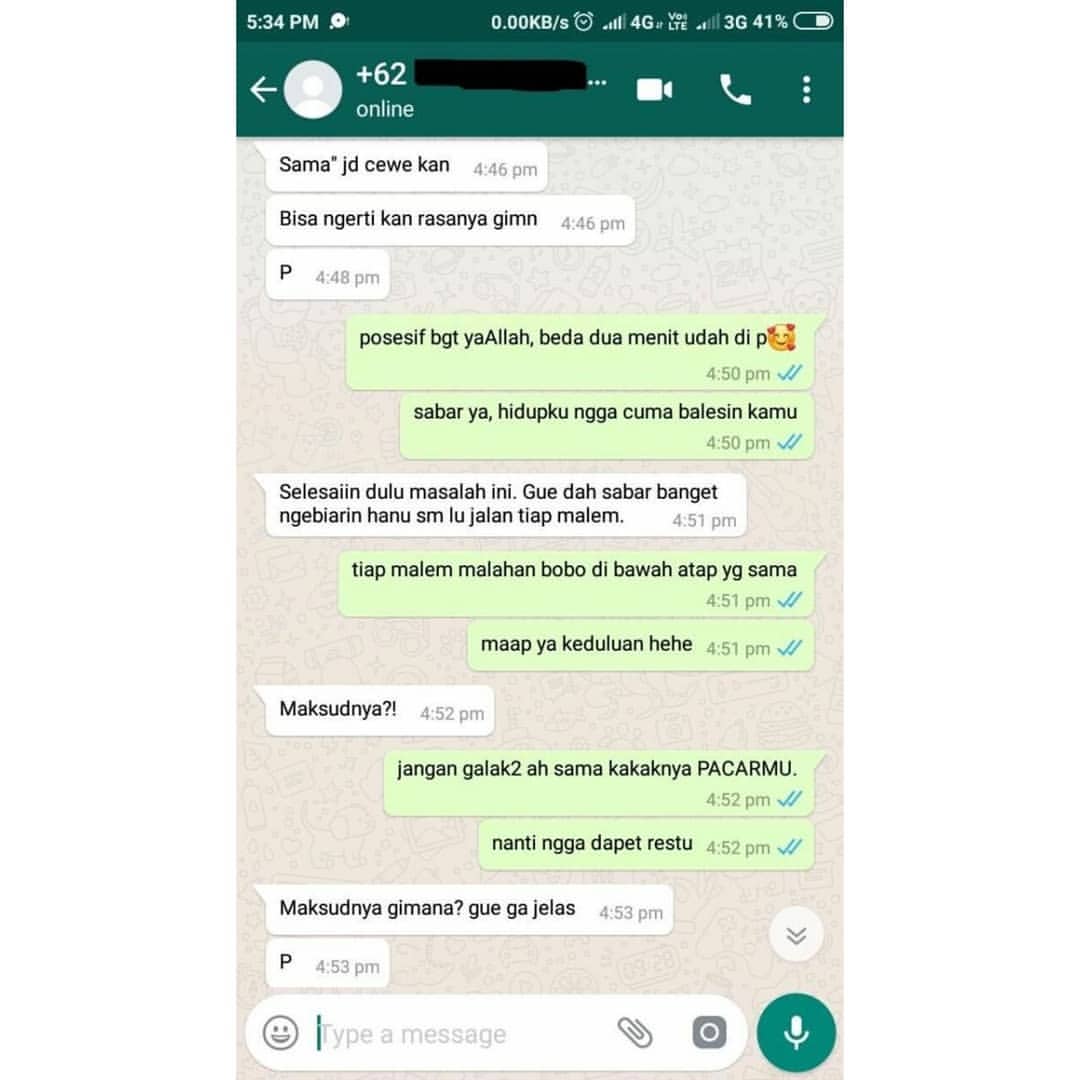 5:34 PM 0.00KB/s 4G Vo) LTE 3G 41%
+62 ...
online
Sama" jd cewe kan 4:46 pm
Bisa ngerti kan rasanya gimn 4:46 pm
P 4:48 pm
posesif bgt yaAllah, beda dua menit udah di p🥰
4:50 pm
sabar ya, hidupku ngga cuma balesin kamu
4:50 pm
Selesaiin dulu masalah ini. Gue dah sabar banget
ngebiarin hanu sm lu jalan tiap malem. 4:51 pm
tiap malem malahan bobo di bawah atap yg sama
4:51 pm
maap ya keduluan hehe 4:51 pm
Maksudnya?! 4:52 pm
jangan galak2 ah sama kakaknya PACARMU.
4:52 pm
nanti ngga dapet restu 4:52 pm
Maksudnya gimana? gue ga jelas 4:53 pm
P 4:53 pm
Type a message